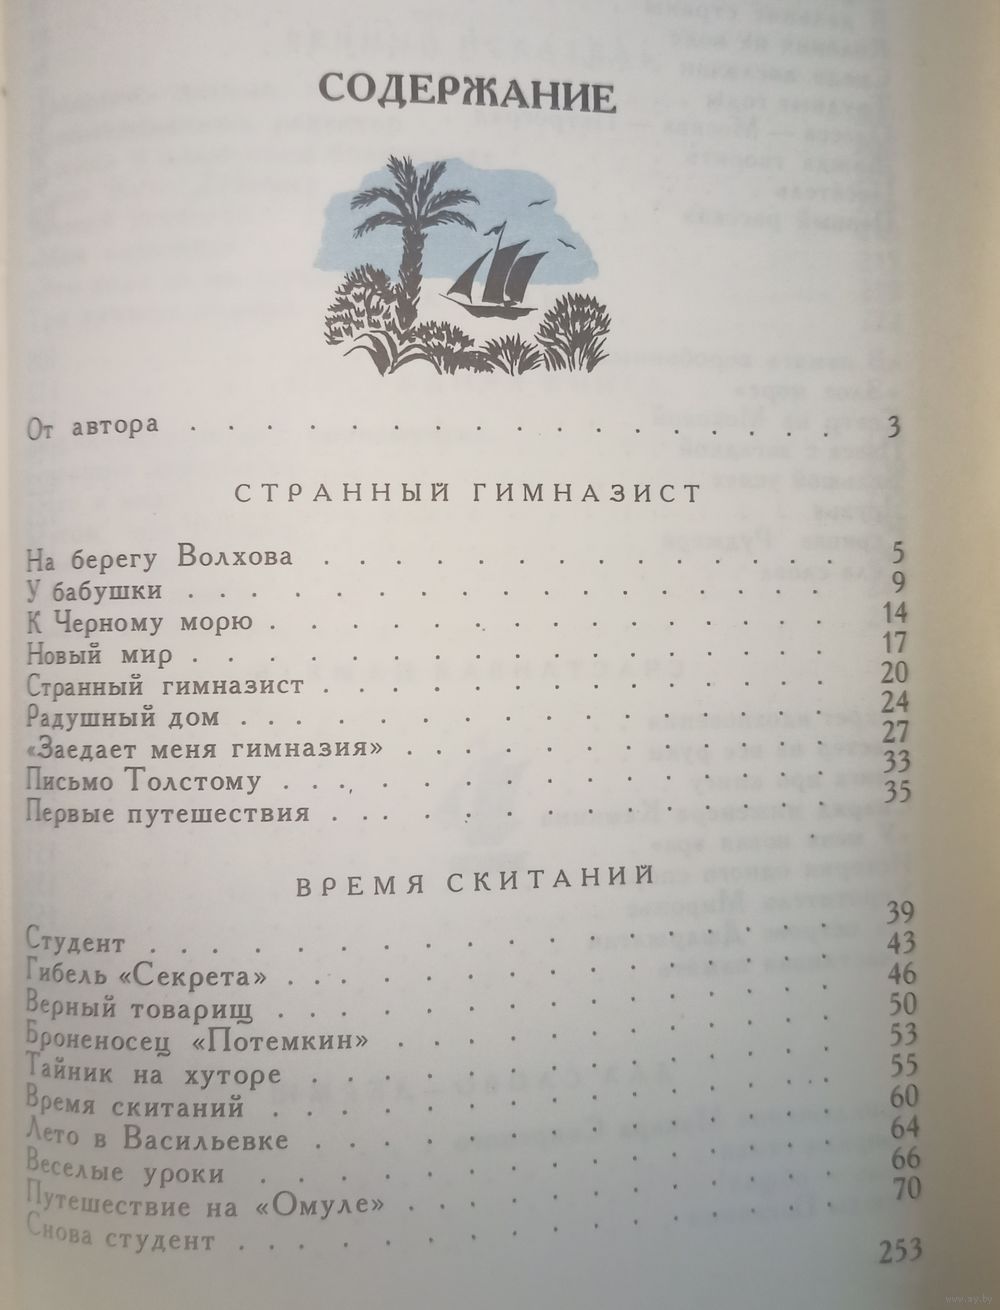 СОДЕРЖАНИЕ
От автора . . . . . . . . . . . . . . . . . 3
СТРАННЫЙ ГИМНАЗИСТ
На берегу Волхова . . . . . . . . . . . . . 5
У бабушки . . . . . . . . . . . . . . . . . 9
К Черному морю . . . . . . . . . . . . . . 14
Новый мир . . . . . . . . . . . . . . . . . 17
Странный гимназист . . . . . . . . . . . . 20
Радушный дом . . . . . . . . . . . . . . . 24
«Заедает меня гимназия» . . . . . . . . . . 27
Письмо Толстому . . . . . . . . . . . . . . 33
Первые путешествия . . . . . . . . . . . . 35
ВРЕМЯ СКИТАНИЙ
Студент . . . . . . . . . . . . . . . . . . 39
Гибель «Секрета» . . . . . . . . . . . . . 43
Верный товарищ . . . . . . . . . . . . . . 46
Броненосец «Потемкин» . . . . . . . . . . . 50
Тайник на хуторе . . . . . . . . . . . . . 53
Время скитаний . . . . . . . . . . . . . . 55
Лето в Васильевке . . . . . . . . . . . . . 60
Веселые уроки . . . . . . . . . . . . . . . 64
Путешествие на «Омуле» . . . . . . . . . . 66
Снова студент . . . . . . . . . . . . . . . 70
253
www.ay.by